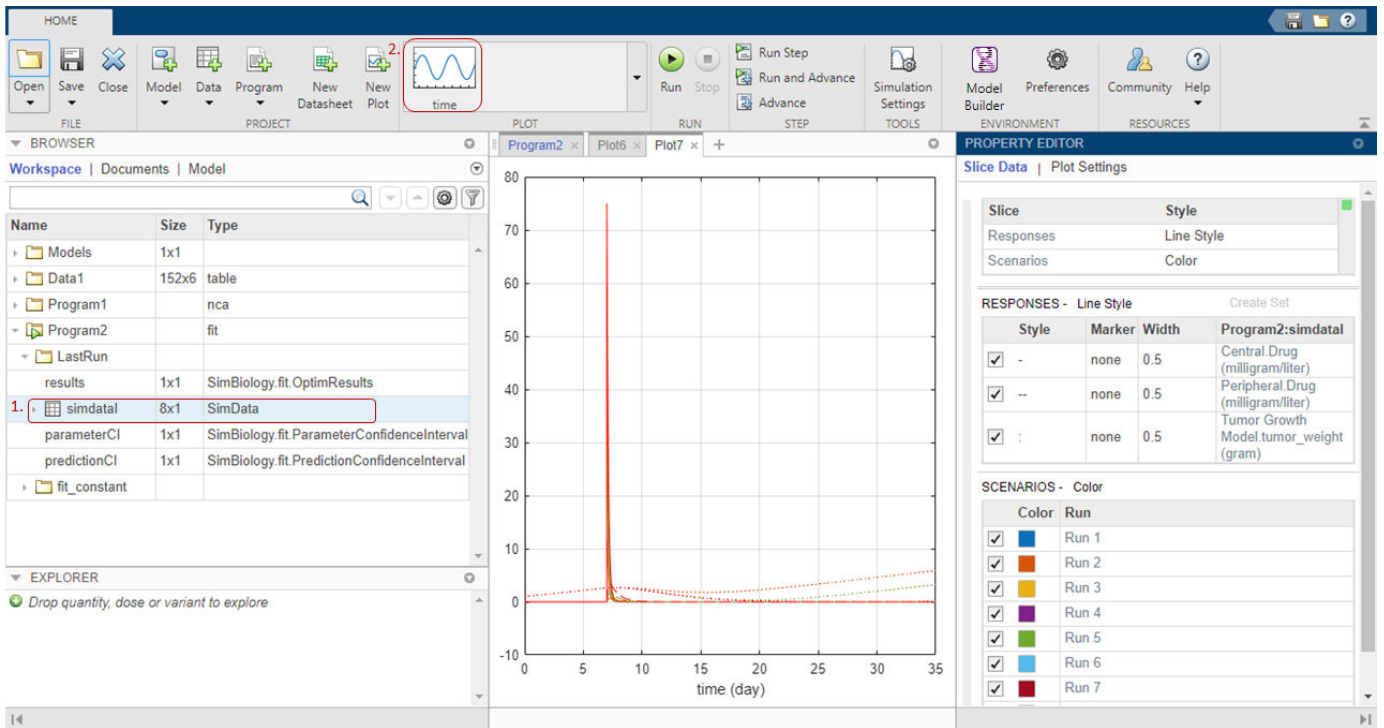 HOME
Open
Save
Close
Model
Data
Program
New Datasheet
New Plot
2.
time
Run
Stop
Run Step
Run and Advance
Advance
Simulation Settings
Model Builder
Preferences
Community
Help
FILE
PROJECT
PLOT
RUN
STEP
TOOLS
ENVIRONMENT
RESOURCES
BROWSER
Workspace | Documents | Model
Name Size Type
Models 1x1
Data1 152x6 table
Program1 nca
Program2 fit
LastRun
results 1x1 SimBiology.fit.OptimResults
1. simdataI 8x1 SimData
parameterCI 1x1 SimBiology.fit.ParameterConfidenceInterval
predictionCI 1x1 SimBiology.fit.PredictionConfidenceInterval
fit_constant
EXPLORER
Drop quantity, dose or variant to explore
Program2 × Plot6 × Plot7 × +
80
70
60
50
40
30
20
10
0
-10
0 5 10 15 20 25 30 35
time (day)
PROPERTY EDITOR
Slice Data | Plot Settings
Slice Style
Responses Line Style
Scenarios Color
RESPONSES - Line Style Create Set
Style Marker Width Program2:simdataI
- none 0.5 Central.Drug
(milligram/liter)
-- none 0.5 Peripheral.Drug
(milligram/liter)
: none 0.5 Tumor Growth
Model.tumor_weight
(gram)
SCENARIOS - Color
Color Run
Run 1
Run 2
Run 3
Run 4
Run 5
Run 6
Run 7